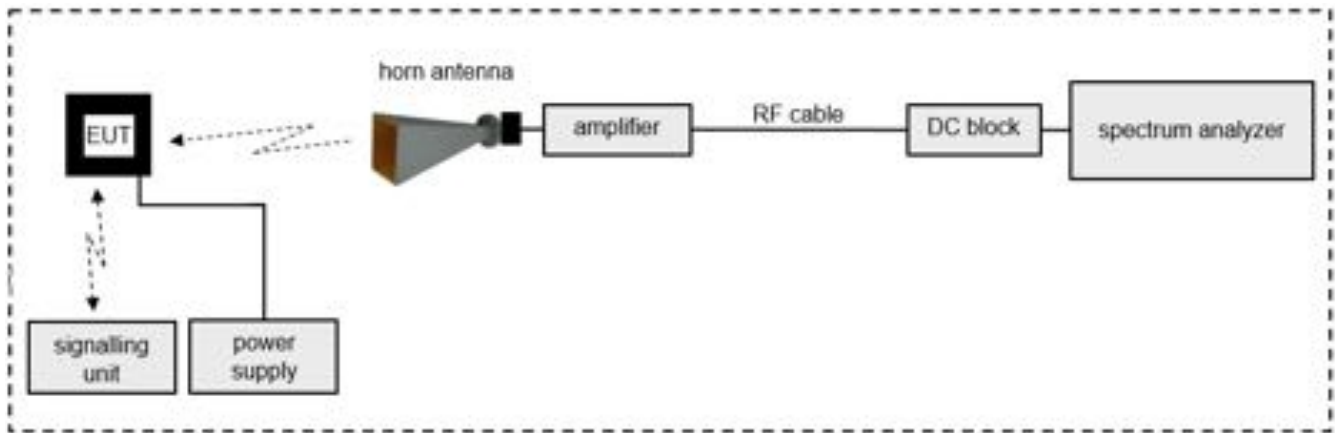 horn antenna
EUT
amplifier
RF cable
DC block
spectrum analyzer
signalling
unit
power
supply